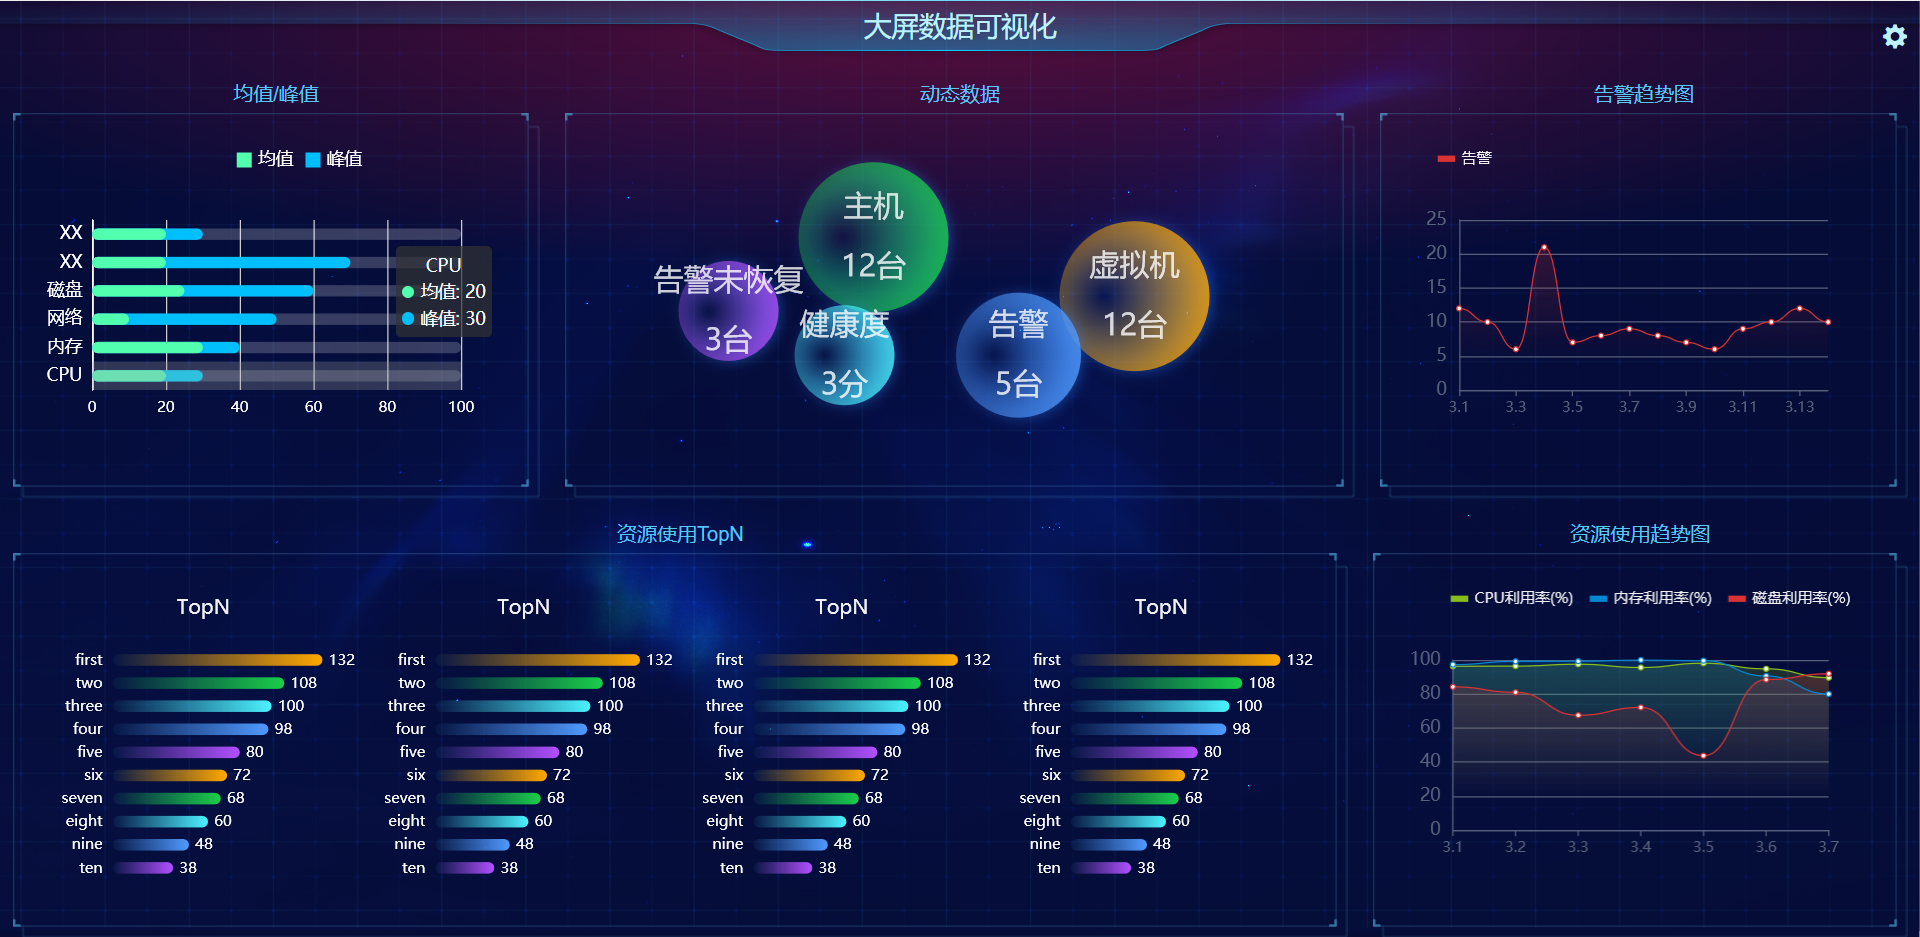 大屏数据可视化
均值/峰值
均值 峰值
XX
XX
磁盘
网络
内存
CPU
0 20 40 60 80 100
CPU
均值: 20
峰值: 30
动态数据
主机
12台
虚拟机
12台
告警未恢复
3台
健康度
3分
告警
5台
告警趋势图
告警
25
20
15
10
5
0
3.1 3.3 3.5 3.7 3.9 3.11 3.13
资源使用TopN
TopN
first 132
two 108
three 100
four 98
five 80
six 72
seven 68
eight 60
nine 48
ten 38
TopN
first 132
two 108
three 100
four 98
five 80
six 72
seven 68
eight 60
nine 48
ten 38
TopN
first 132
two 108
three 100
four 98
five 80
six 72
seven 68
eight 60
nine 48
ten 38
TopN
first 132
two 108
three 100
four 98
five 80
six 72
seven 68
eight 60
nine 48
ten 38
资源使用趋势图
CPU利用率(%) 内存利用率(%) 磁盘利用率(%)
100
80
60
40
20
0
3.1 3.2 3.3 3.4 3.5 3.6 3.7